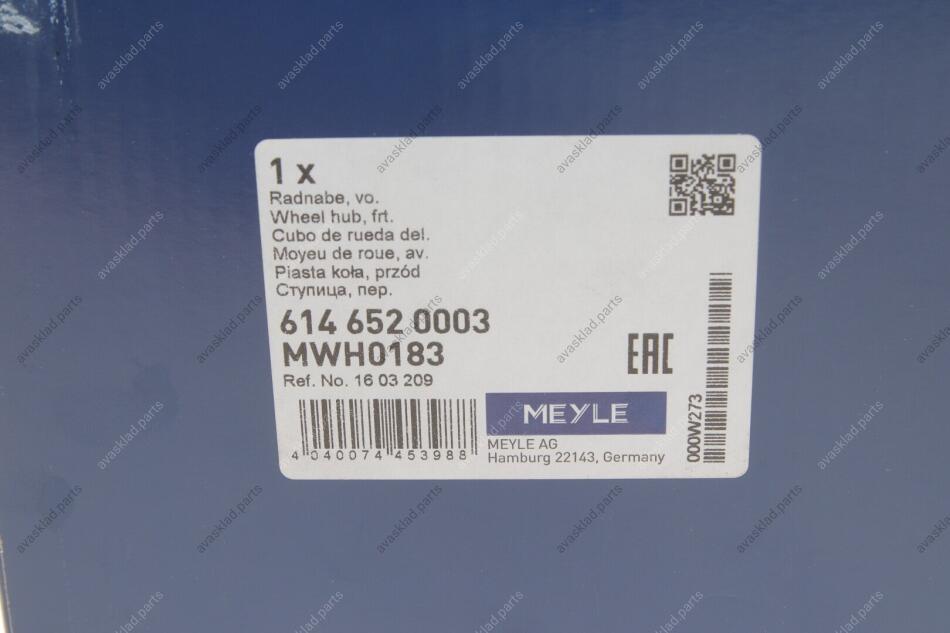 1 x
Radnabe, vo.
Wheel hub, frt.
Cubo de rueda del.
Moyeu de roue, av.
Piasta koła, przód
Ступица, пер.
614 652 0003
MWH0183
Ref. No. 16 03 209
EAC
MEYLE
MEYLE AG
Hamburg 22143, Germany
4 040074 453988
000W273
avasklad.parts